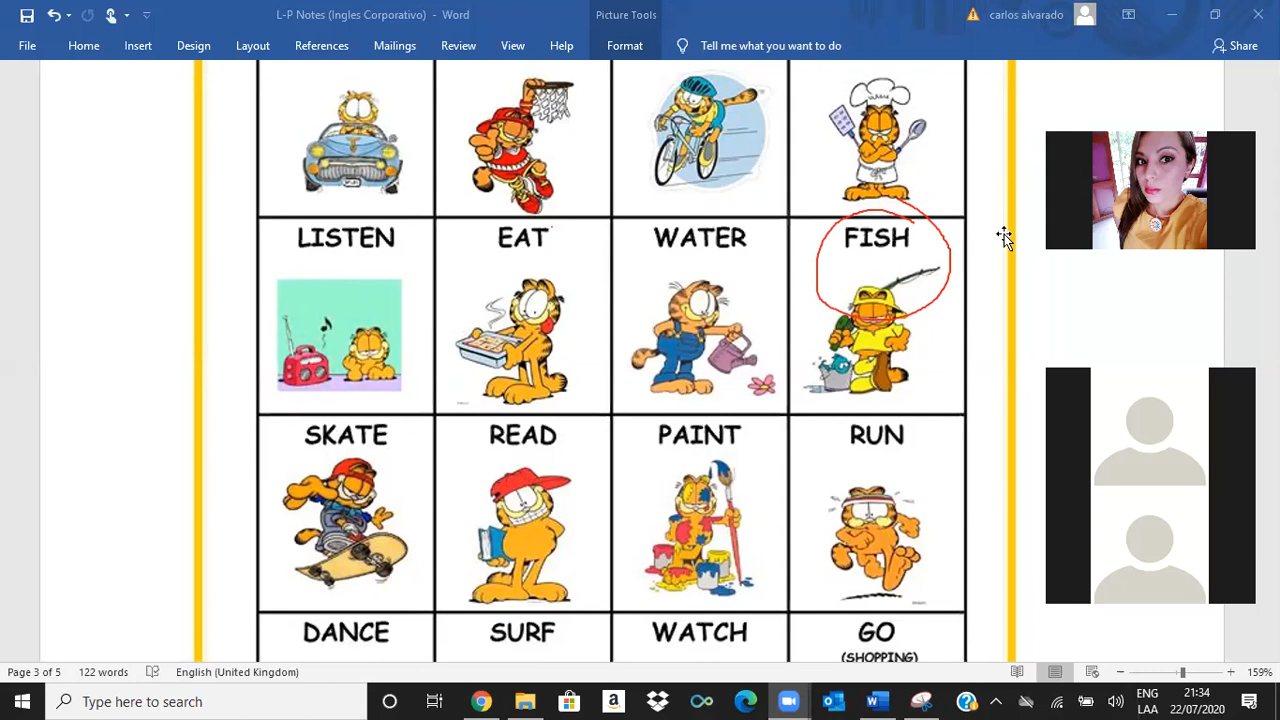 L-P Notes (Ingles Corporativo) - Word
Picture Tools
carlos alvarado
File Home Insert Design Layout References Mailings Review View Help Format Tell me what you want to do Share
LISTEN EAT WATER FISH
SKATE READ PAINT RUN
DANCE SURF WATCH GO
(SHOPPING)
Page 3 of 5 122 words English (United Kingdom) 159%
Type here to search
ENG 21:34
LAA 22/07/2020